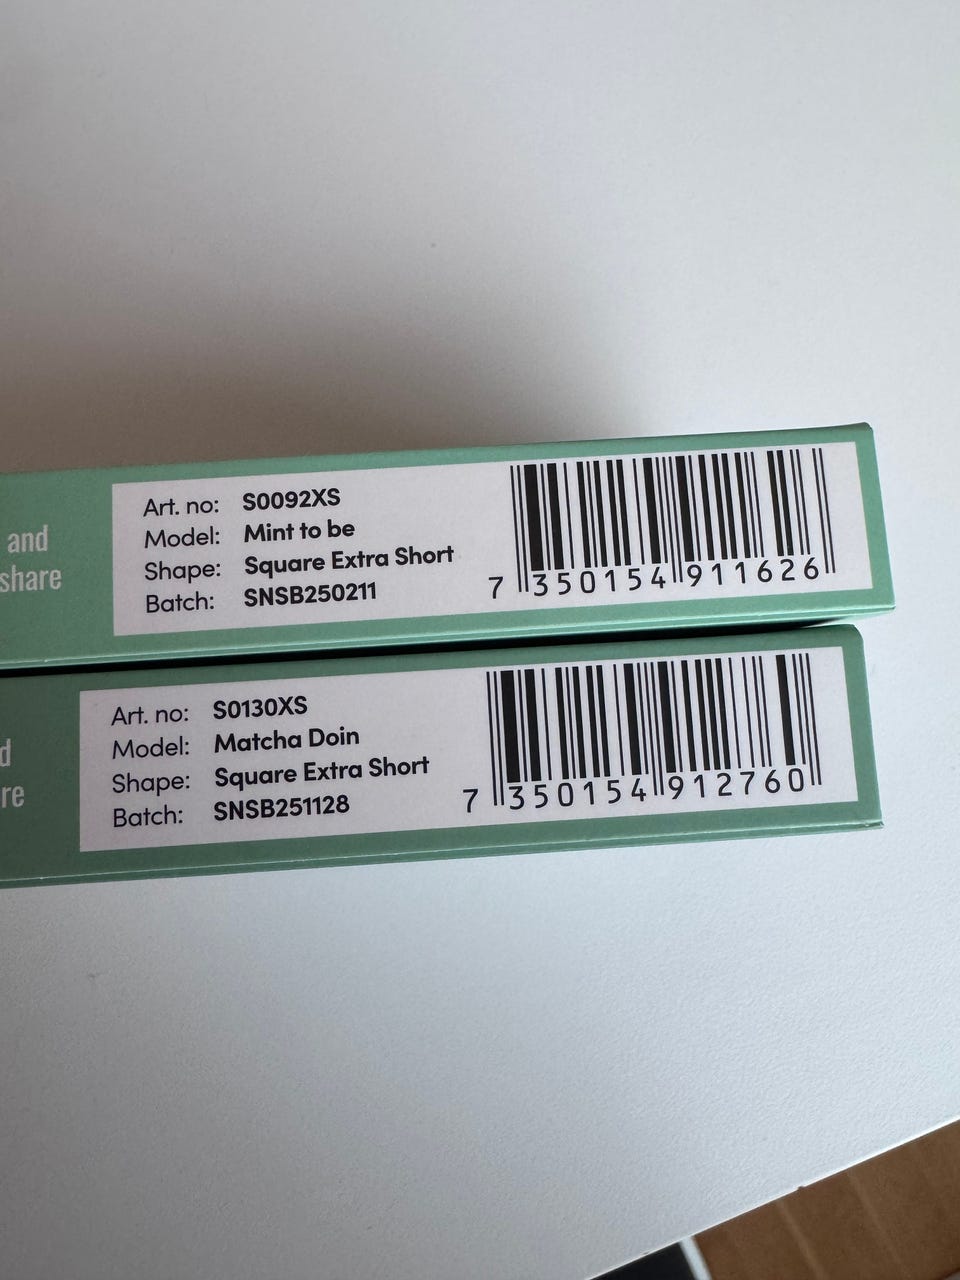 and
share
Art. no: S0092XS
Model: Mint to be
Shape: Square Extra Short
Batch: SNSB250211
7 350154 911626
d
re
Art. no: S0130XS
Model: Matcha Doin
Shape: Square Extra Short
Batch: SNSB251128
7 350154 912760